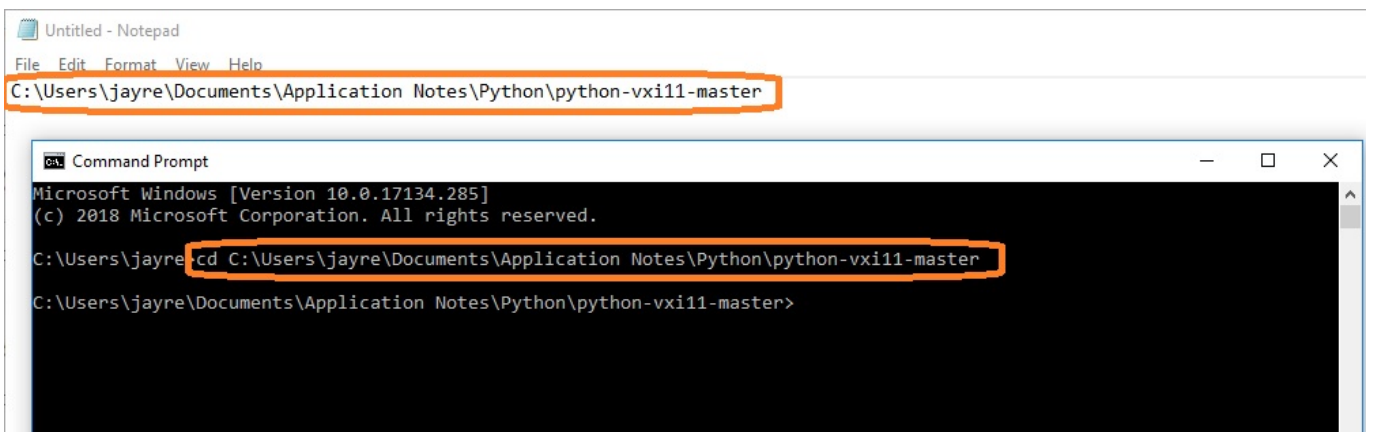 Untitled - Notepad
File Edit Format View Help
C:\Users\jayre\Documents\Application Notes\Python\python-vxi11-master
Command Prompt
Microsoft Windows [Version 10.0.17134.285]
(c) 2018 Microsoft Corporation. All rights reserved.
C:\Users\jayre>cd C:\Users\jayre\Documents\Application Notes\Python\python-vxi11-master
C:\Users\jayre\Documents\Application Notes\Python\python-vxi11-master>